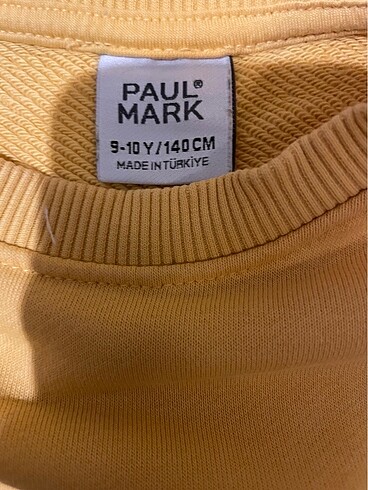 PAUL®
MARK
9-10 Y/140 CM
MADE IN TÜRKİYE